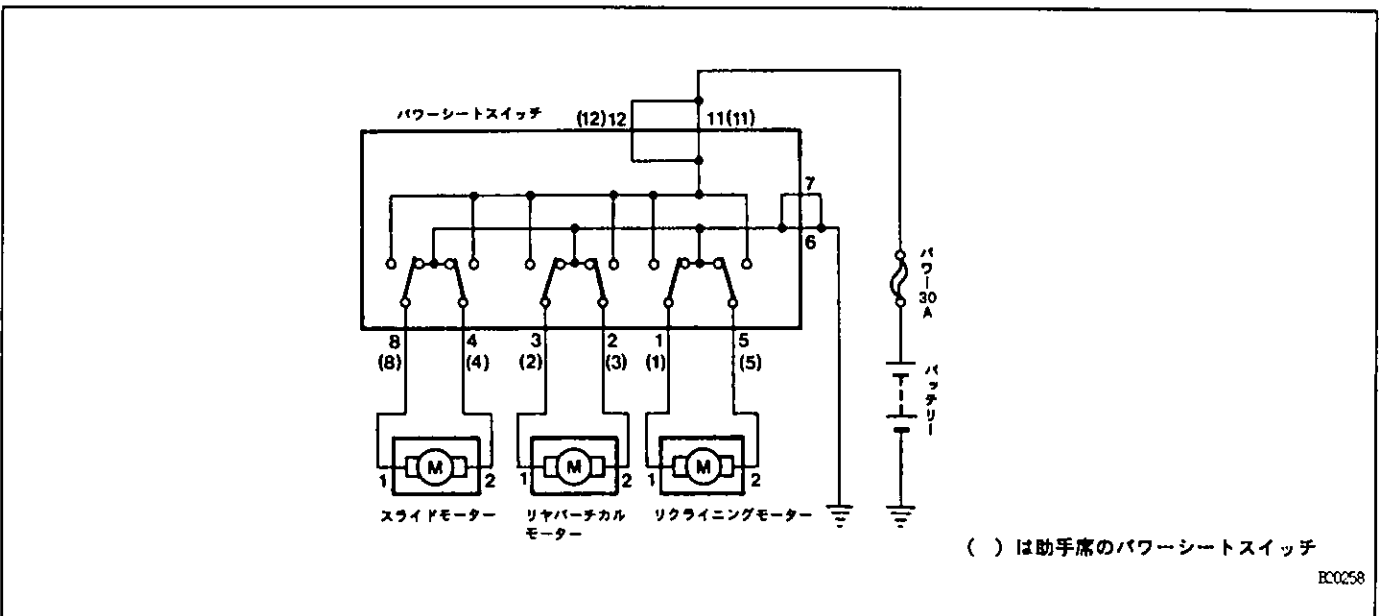 パワーシートスイッチ
(12)12
11(11)
7
6
8
(8)
4
(4)
3
(2)
2
(3)
1
(1)
5
(5)
パワー30A
バッテリー
M
M
M
1
2
1
2
1
2
スライドモーター
リヤバーチカル
モーター
リクライニングモーター
( )は助手席のパワーシートスイッチ